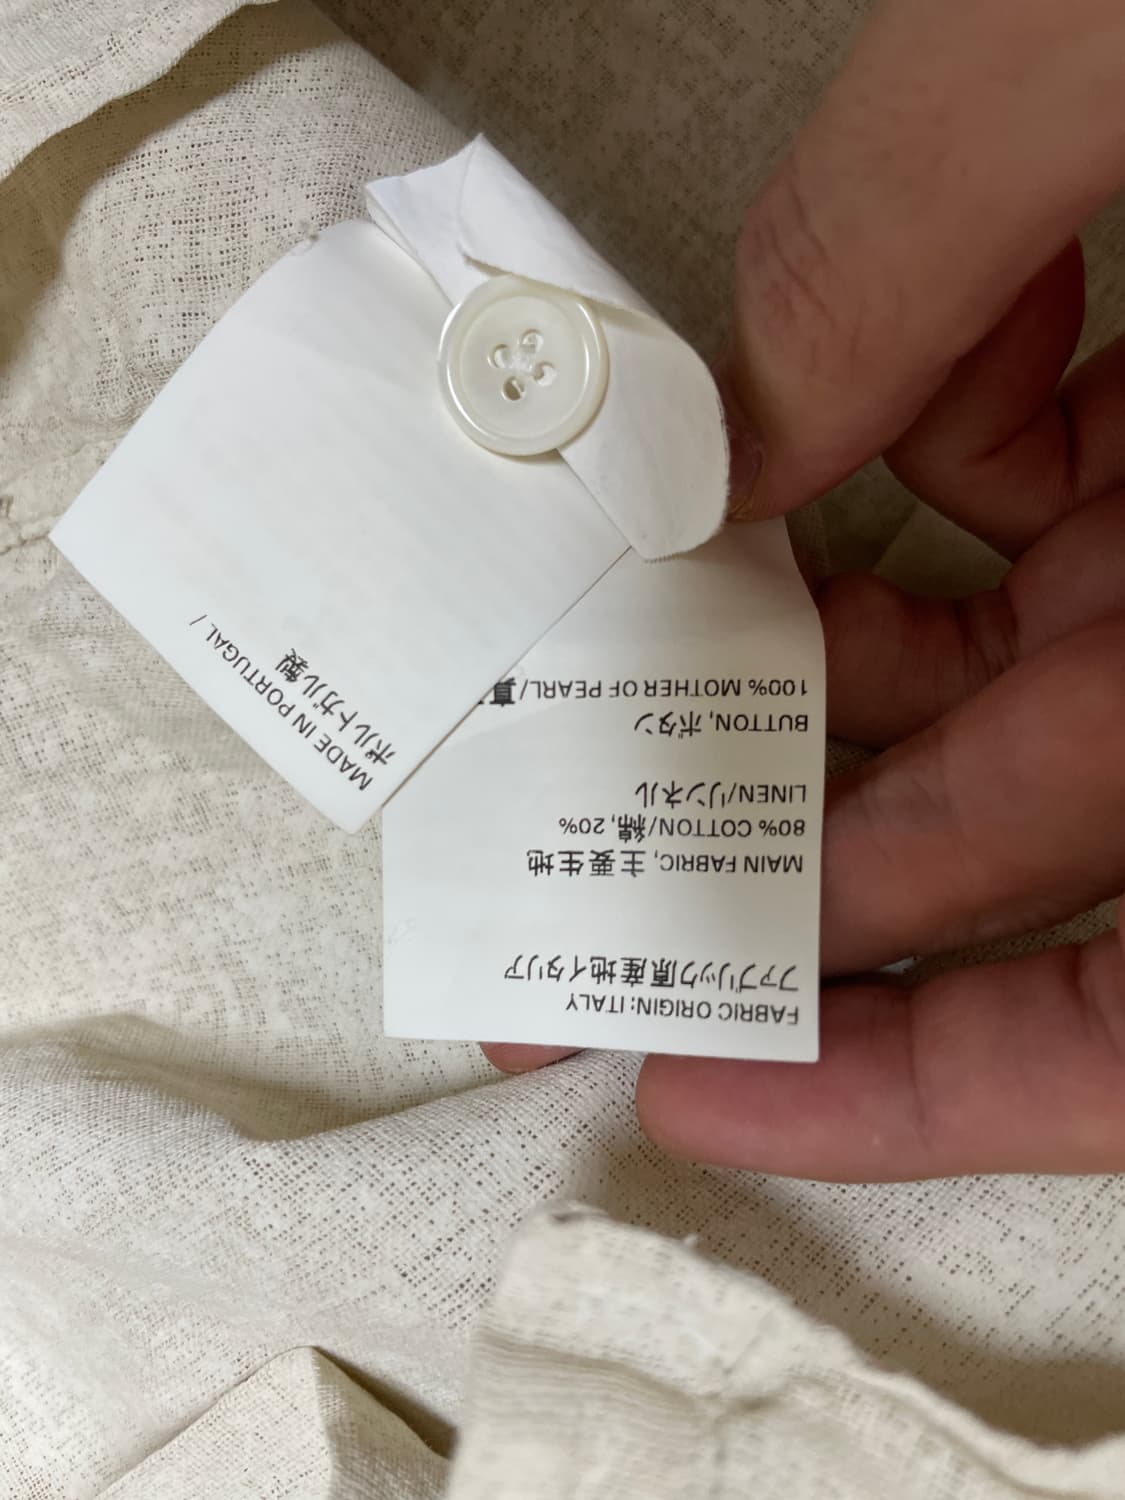 FABRIC ORIGIN: ITALY
ファブリック原産地イタリア
MAIN FABRIC, 主要生地
80% COTTON/綿, 20%
LINEN/リンネル
BUTTON, ボタン
100% MOTHER OF PEARL/真
MADE IN PORTUGAL /
ポルトガル製